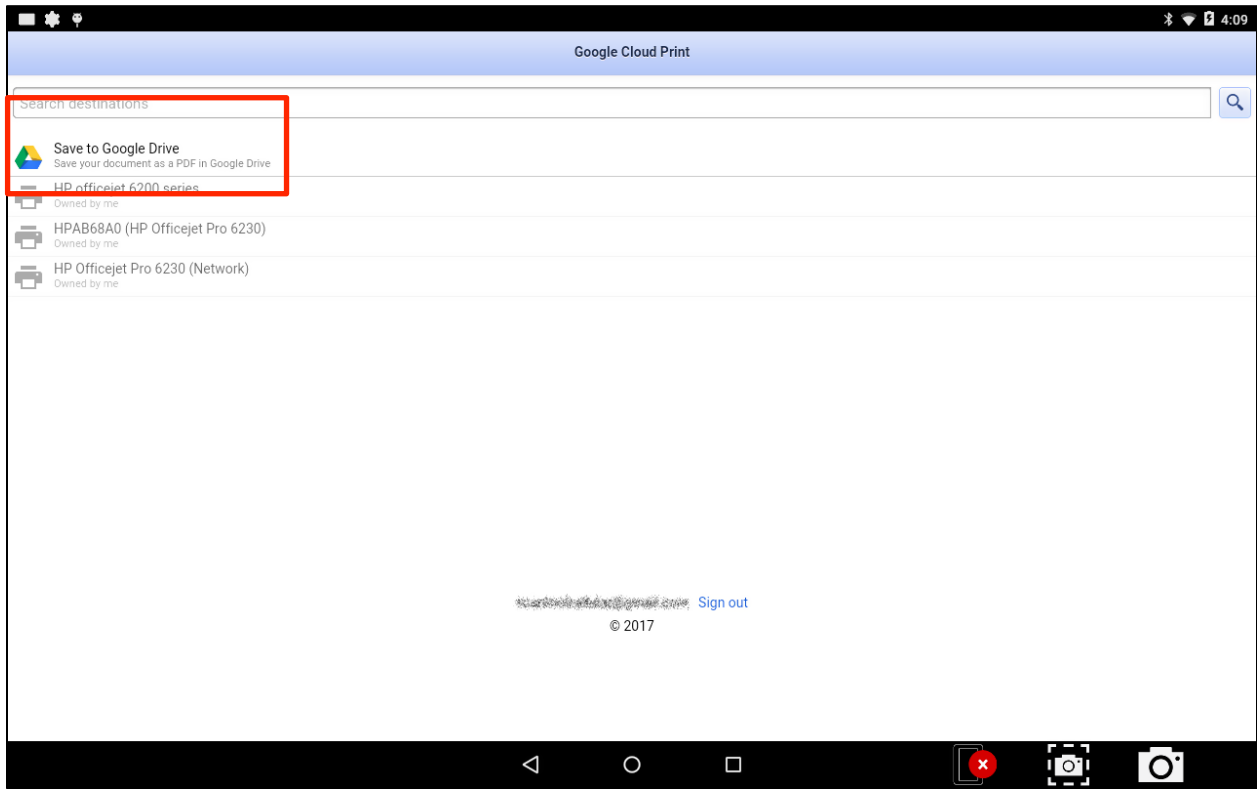 4:09
Google Cloud Print
Search destinations
Save to Google Drive
Save your document as a PDF in Google Drive
HP officejet 6200 series
Owned by me
HPAB68A0 (HP Officejet Pro 6230)
Owned by me
HP Officejet Pro 6230 (Network)
Owned by me
Sign out
© 2017